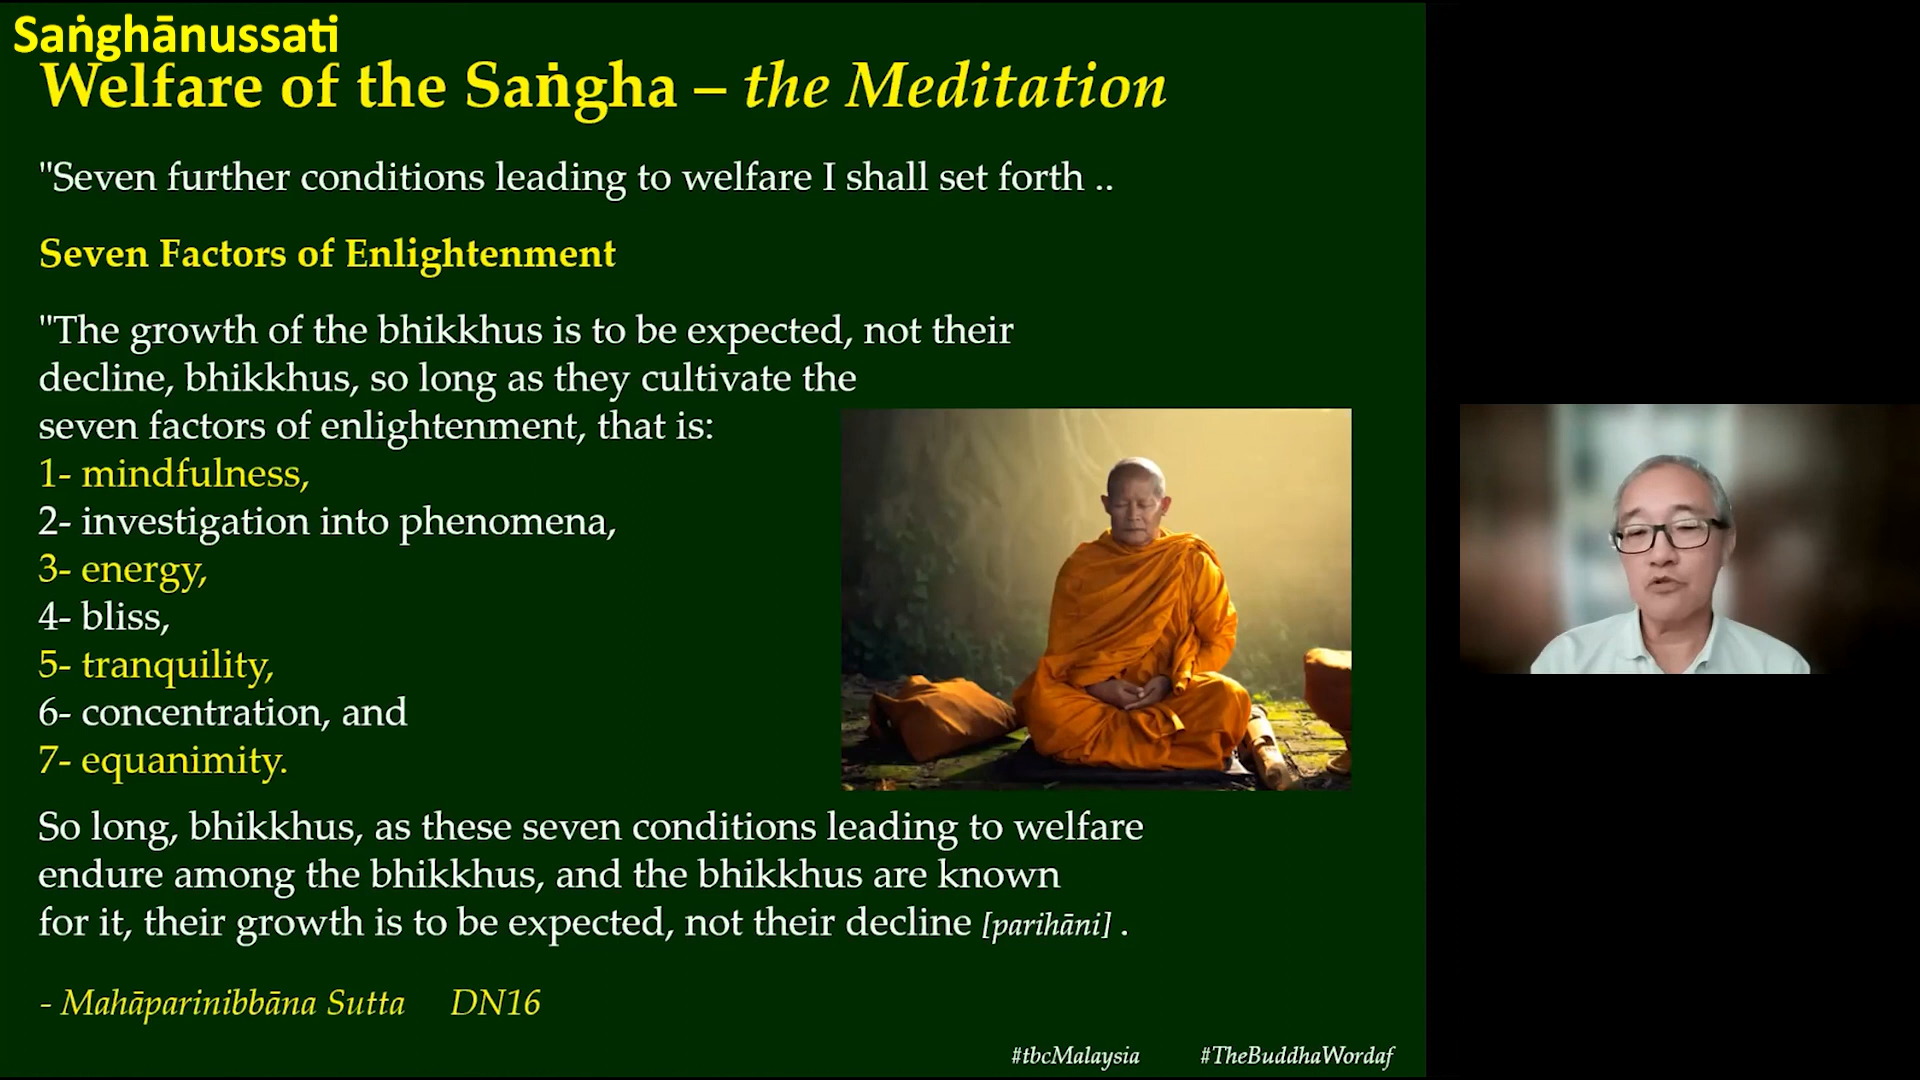 Saṅghānussati
Welfare of the Saṅgha – the Meditation
"Seven further conditions leading to welfare I shall set forth ..
Seven Factors of Enlightenment
"The growth of the bhikkhus is to be expected, not their
decline, bhikkhus, so long as they cultivate the
seven factors of enlightenment, that is:
1- mindfulness,
2- investigation into phenomena,
3- energy,
4- bliss,
5- tranquility,
6- concentration, and
7- equanimity.
So long, bhikkhus, as these seven conditions leading to welfare
endure among the bhikkhus, and the bhikkhus are known
for it, their growth is to be expected, not their decline [parihāni] .
- Mahāparinibbāna Sutta DN16
#tbcMalaysia #TheBuddhaWordaf